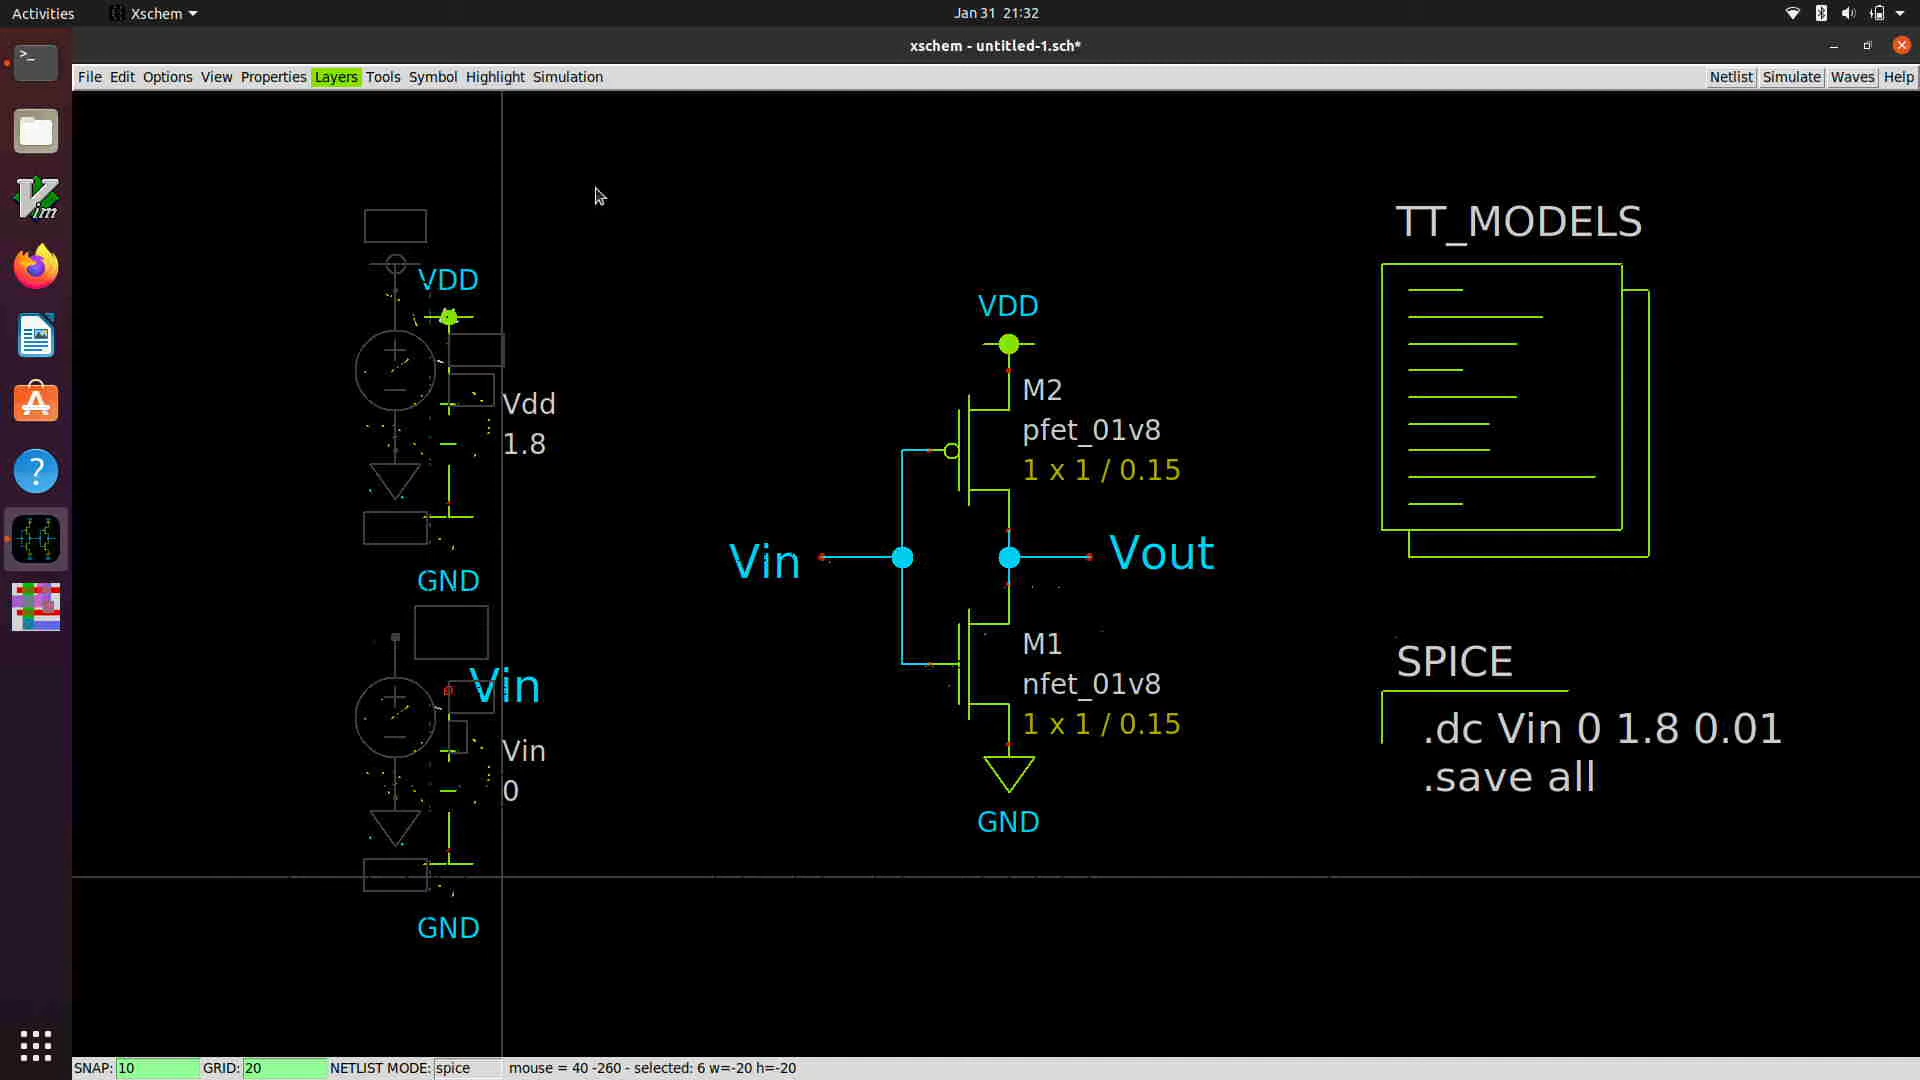 Activities
Xschem
Jan 31 21:32
xschem - untitled-1.sch*
File Edit Options View Properties Layers Tools Symbol Highlight Simulation
Netlist Simulate Waves Help
VDD
Vdd
1.8
GND
Vin
Vin
0
GND
VDD
M2
pfet_01v8
1 x 1 / 0.15
Vin
Vout
M1
nfet_01v8
1 x 1 / 0.15
GND
TT_MODELS
SPICE
.dc Vin 0 1.8 0.01
.save all
SNAP: 10 GRID: 20 NETLIST MODE: spice mouse = 40 -260 - selected: 6 w=-20 h=-20